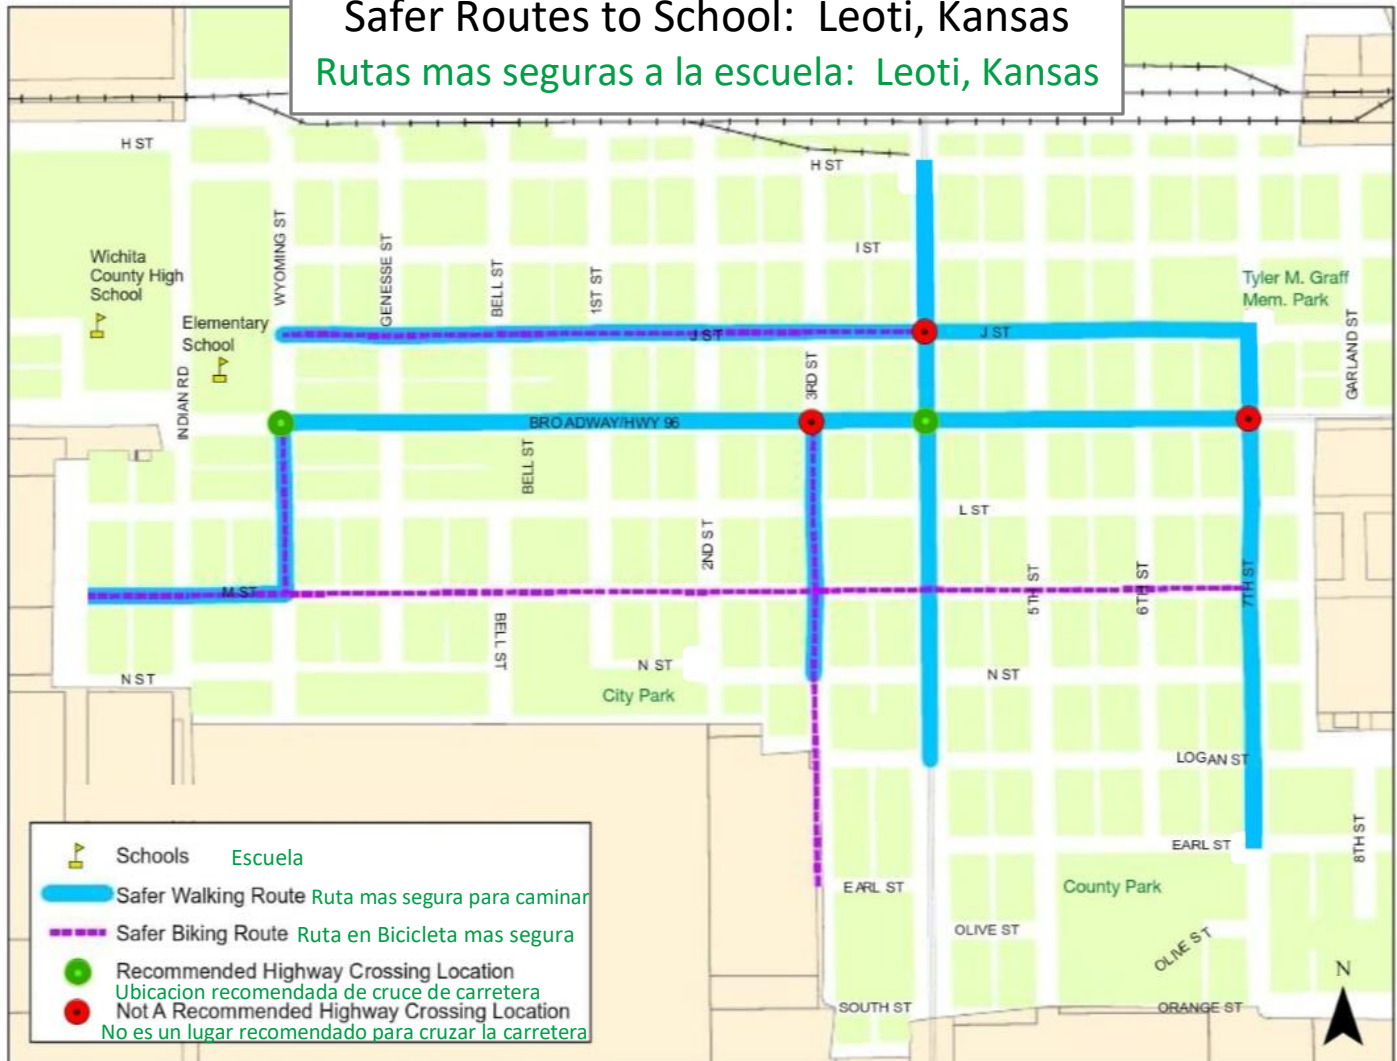 Safer Routes to School: Leoti, Kansas
Rutas mas seguras a la escuela: Leoti, Kansas
H ST
H ST
I ST
WYOMING ST
GENESSE ST
BELL ST
1ST ST
Wichita
County High
School
Elementary
School
Tyler M. Graff
Mem. Park
GARLAND ST
J ST
J ST
INDIAN RD
3RD ST
BROADWAY/HWY 96
BELL ST
L ST
2ND ST
M ST
5TH ST
6TH ST
7TH ST
BELL ST
N ST
N ST
N ST
City Park
LOGAN ST
EARL ST
8TH ST
EARL ST
County Park
OLIVE ST
OLIVE ST
SOUTH ST
ORANGE ST
N
Schools Escuela
Safer Walking Route Ruta mas segura para caminar
Safer Biking Route Ruta en Bicicleta mas segura
Recommended Highway Crossing Location
Ubicacion recomendada de cruce de carretera
Not A Recommended Highway Crossing Location
No es un lugar recomendado para cruzar la carretera